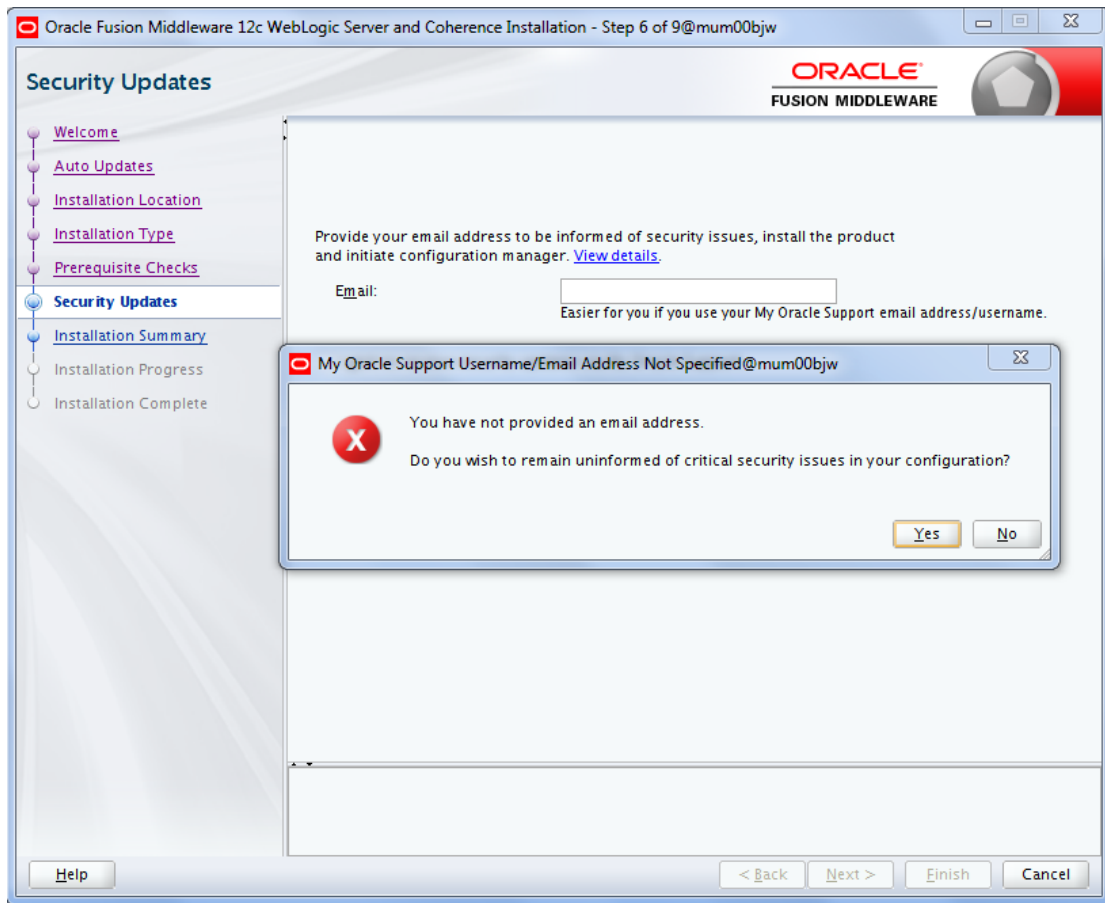 Oracle Fusion Middleware 12c WebLogic Server and Coherence Installation - Step 6 of 9@mum00bjw
Security Updates
ORACLE®
FUSION MIDDLEWARE
Welcome
Auto Updates
Installation Location
Installation Type
Prerequisite Checks
Security Updates
Installation Summary
Installation Progress
Installation Complete
Provide your email address to be informed of security issues, install the product
and initiate configuration manager. View details.
Email:
Easier for you if you use your My Oracle Support email address/username.
My Oracle Support Username/Email Address Not Specified@mum00bjw
You have not provided an email address.
Do you wish to remain uninformed of critical security issues in your configuration?
Yes No
Help < Back Next > Finish Cancel